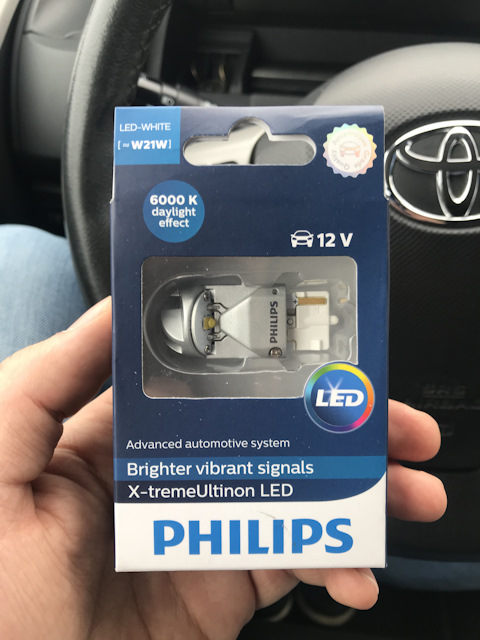 LED-WHITE
[≈ W21W]
6000 K
daylight
effect
12 V
PHILIPS
LED
Advanced automotive system
Brighter vibrant signals
X-tremeUltinon LED
PHILIPS